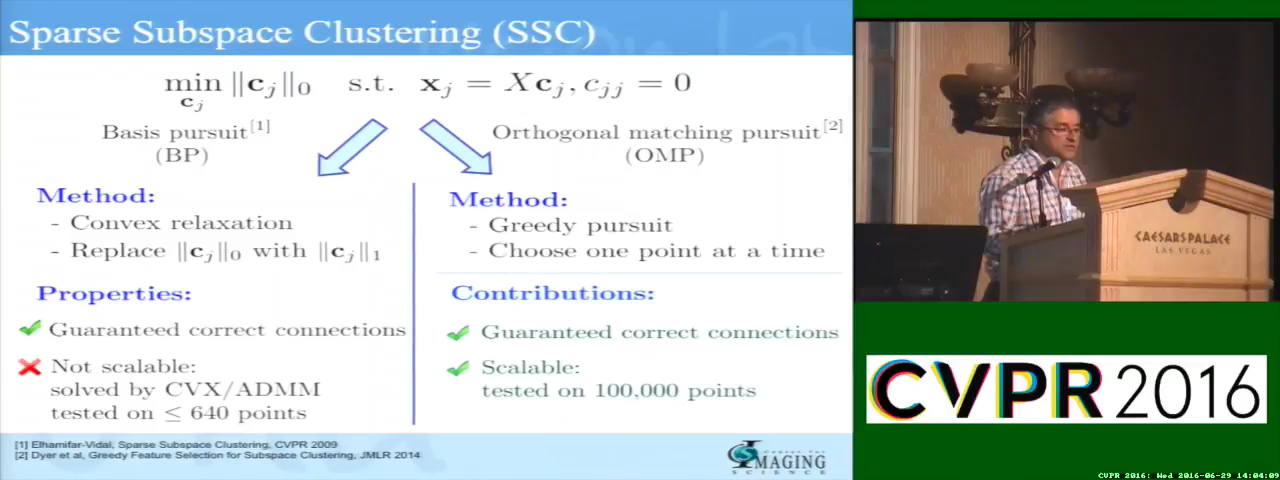 Sparse Subspace Clustering (SSC)
min ‖c_j‖_0 s.t. x_j = Xc_j, c_jj = 0
c_j
Basis pursuit[1]
(BP)
Orthogonal matching pursuit[2]
(OMP)
Method:
- Convex relaxation
- Replace ‖c_j‖_0 with ‖c_j‖_1
Properties:
Guaranteed correct connections
Not scalable:
solved by CVX/ADMM
tested on ≤ 640 points
Method:
- Greedy pursuit
- Choose one point at a time
Contributions:
Guaranteed correct connections
Scalable:
tested on 100,000 points
[1] Elhamifar-Vidal, Sparse Subspace Clustering, CVPR 2009
[2] Dyer et al, Greedy Feature Selection for Subspace Clustering, JMLR 2014
IMAGING
SCIENCE
CAESARS PALACE
LAS VEGAS
CVPR 2016
CVPR 2016: Wed 2016-06-29 14:04:09